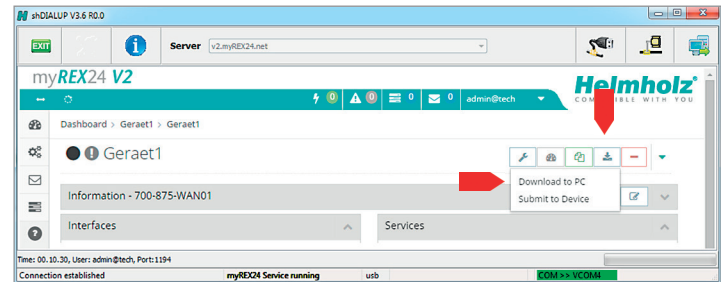 shDIALUP V3.6 R0.0
EXIT Server v2.myREX24.net
myREX24 V2
Helmholz®
COMPATIBLE WITH YOU
0 0 0 0 admin@tech
Dashboard > Geraet1 > Geraet1
Geraet1
Download to PC
Submit to Device
Information - 700-875-WAN01
Interfaces Services
Time: 00.10.30, User: admin@tech, Port:1194
Connection established myREX24 Service running usb COM >> VCOM4